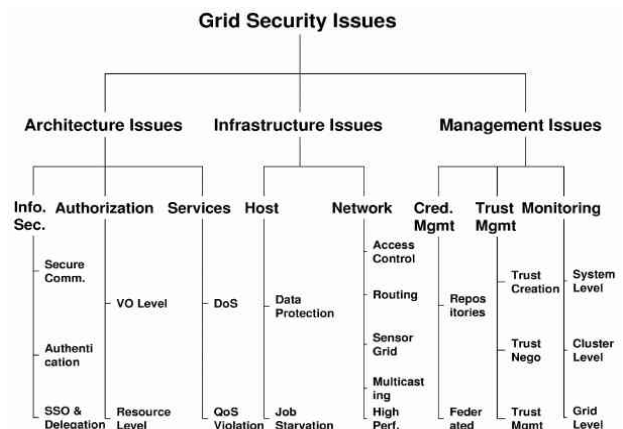 Grid Security Issues
Architecture Issues
Infrastructure Issues
Management Issues
Info.
Sec.
Authorization
Services
Host
Network
Cred.
Mgmt
Trust
Mgmt
Monitoring
Secure
Comm.
Authenti
cation
SSO &
Delegation
VO Level
Resource
Level
DoS
QoS
Violation
Data
Protection
Job
Starvation
Access
Control
Routing
Sensor
Grid
Multicast
ing
High
Perf.
Repos
itories
Feder
ated
Trust
Creation
Trust
Nego
Trust
Mgmt
System
Level
Cluster
Level
Grid
Level